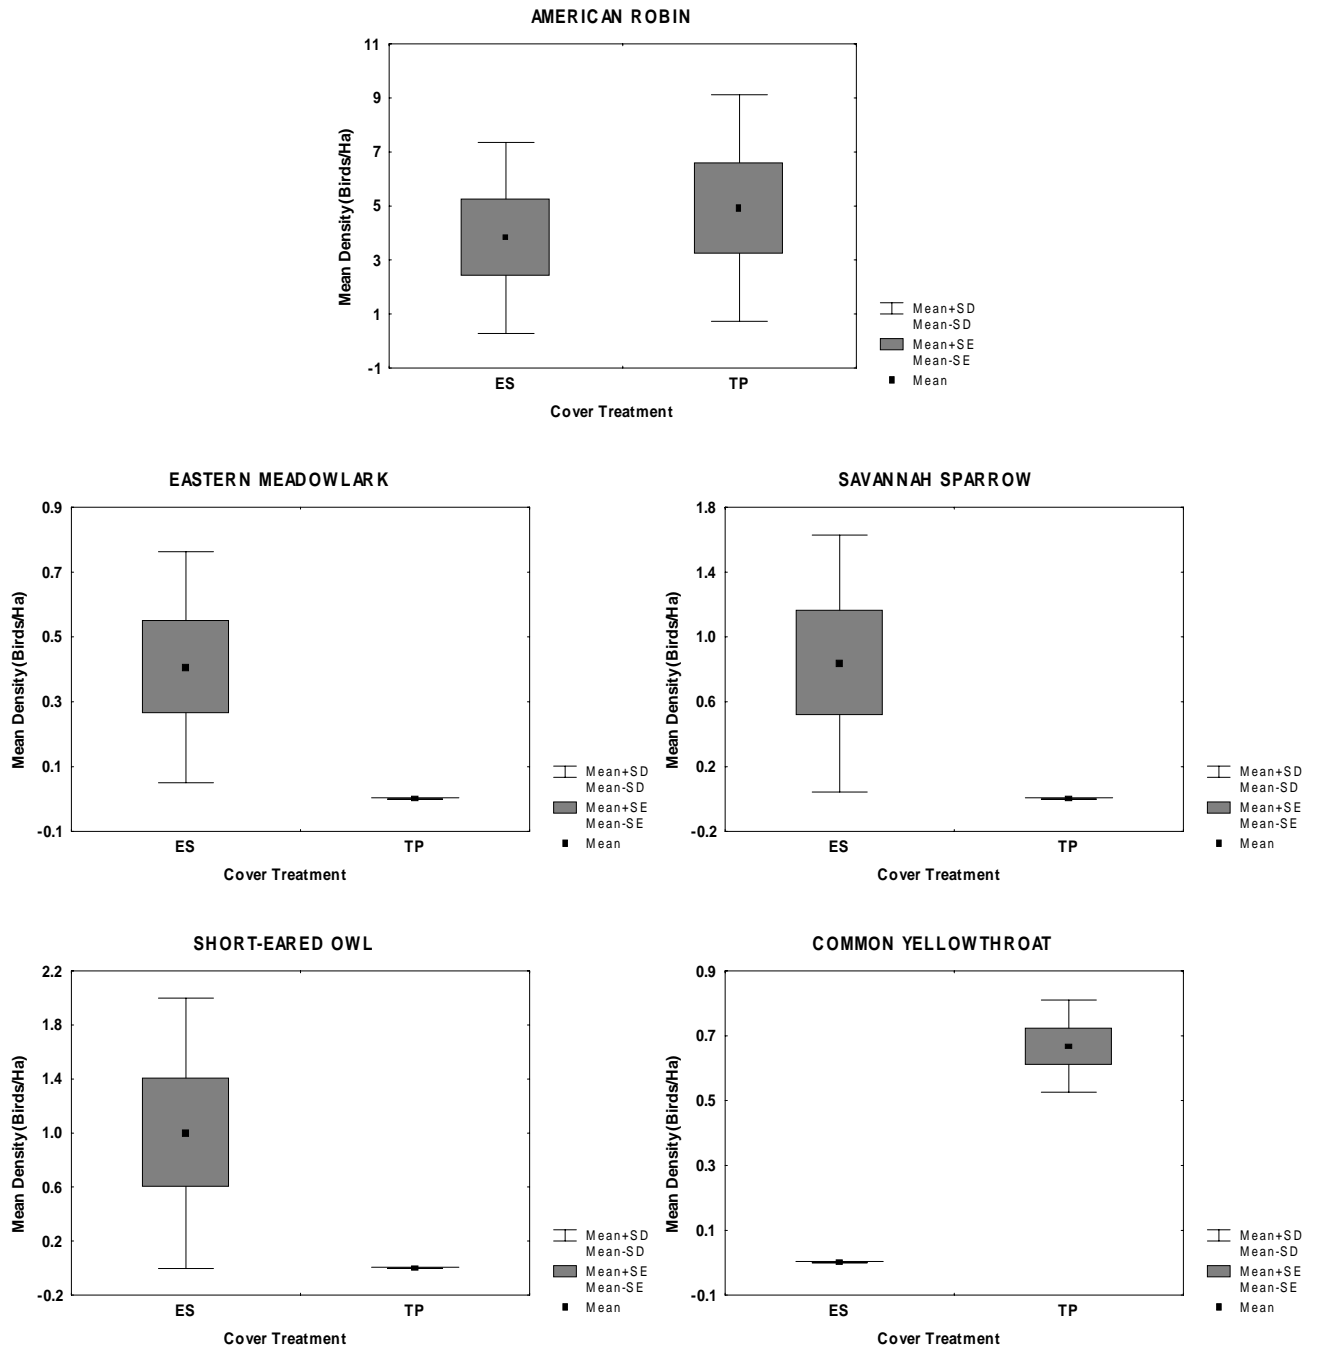 AMERICAN ROBIN
11
9
7
5
3
1
-1
Mean Density (Birds/Ha)
ES TP
Cover Treatment
Mean+SD
Mean-SD
Mean+SE
Mean-SE
Mean
EASTERN MEADOWLARK
0.9
0.7
0.5
0.3
0.1
-0.1
Mean Density (Birds/Ha)
ES TP
Cover Treatment
Mean+SD
Mean-SD
Mean+SE
Mean-SE
Mean
SAVANNAH SPARROW
1.8
1.4
1.0
0.6
0.2
-0.2
Mean Density (Birds/Ha)
ES TP
Cover Treatment
Mean+SD
Mean-SD
Mean+SE
Mean-SE
Mean
SHORT-EARED OWL
2.2
1.8
1.4
1.0
0.6
0.2
-0.2
Mean Density (Birds/Ha)
ES TP
Cover Treatment
Mean+SD
Mean-SD
Mean+SE
Mean-SE
Mean
COMMON YELLOWTHROAT
0.9
0.7
0.5
0.3
0.1
-0.1
Mean Density (Birds/Ha)
ES TP
Cover Treatment
Mean+SD
Mean-SD
Mean+SE
Mean-SE
Mean